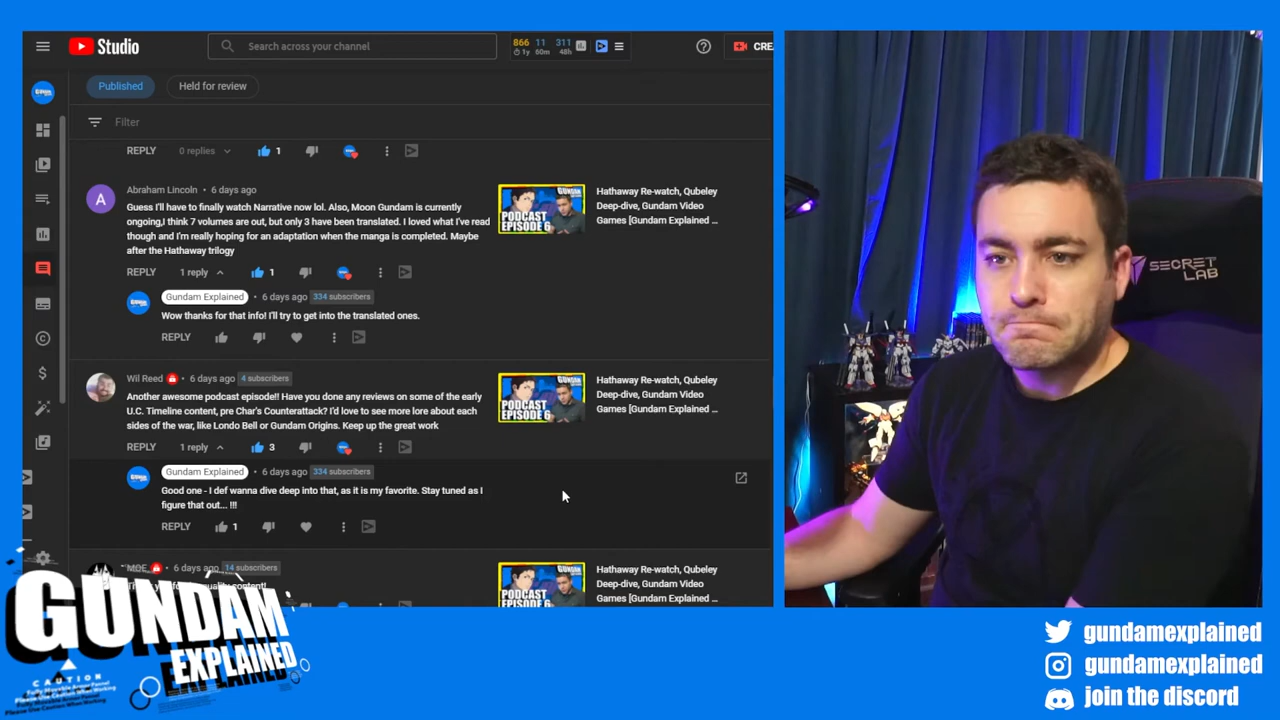 Studio
Search across your channel
866 11 311
1y 60m 48h
CRE
Published
Held for review
Filter
REPLY 0 replies 1
A
Abraham Lincoln • 6 days ago
Guess I'll have to finally watch Narrative now lol. Also, Moon Gundam is currently
ongoing,I think 7 volumes are out, but only 3 have been translated. I loved what I've read
though and I'm really hoping for an adaptation when the manga is completed. Maybe
after the Hathaway trilogy
REPLY 1 reply 1
GUNDAM
PODCAST
EPISODE 6
Hathaway Re-watch, Qubeley
Deep-dive, Gundam Video
Games [Gundam Explained ...
Gundam Explained • 6 days ago 334 subscribers
Wow thanks for that info! I'll try to get into the translated ones.
REPLY
Wil Reed • 6 days ago 4 subscribers
Another awesome podcast episode!! Have you done any reviews on some of the early
U.C. Timeline content, pre Char's Counterattack? I'd love to see more lore about each
sides of the war, like Londo Bell or Gundam Origins. Keep up the great work
REPLY 1 reply 3
GUNDAM
PODCAST
EPISODE 6
Hathaway Re-watch, Qubeley
Deep-dive, Gundam Video
Games [Gundam Explained ...
Gundam Explained • 6 days ago 334 subscribers
Good one - I def wanna dive deep into that, as it is my favorite. Stay tuned as I
figure that out... !!!
REPLY 1
MOE • 6 days ago 14 subscribers
content!
GUNDAM
PODCAST
EPISODE 6
Hathaway Re-watch, Qubeley
Deep-dive, Gundam Video
Games [Gundam Explained ...
SECRET
LAB
GUNDAM
EXPLAINED
CAUTION
gundamexplained
gundamexplained
join the discord